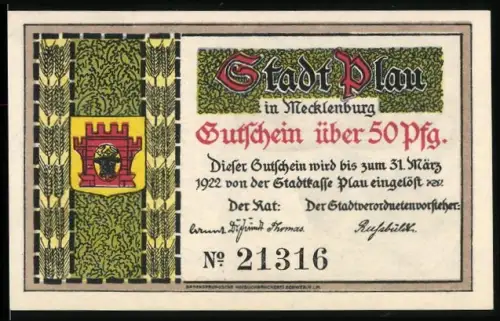 Stadt Plau
in Mecklenburg
Gutschein über 50 Pfg.
Dieser Gutschein wird bis zum 31. März
1922 von der Stadtkasse Plau eingelöst
Der Rat: Der Stadtverordnetenvorsteher:
Thomas
No 21316